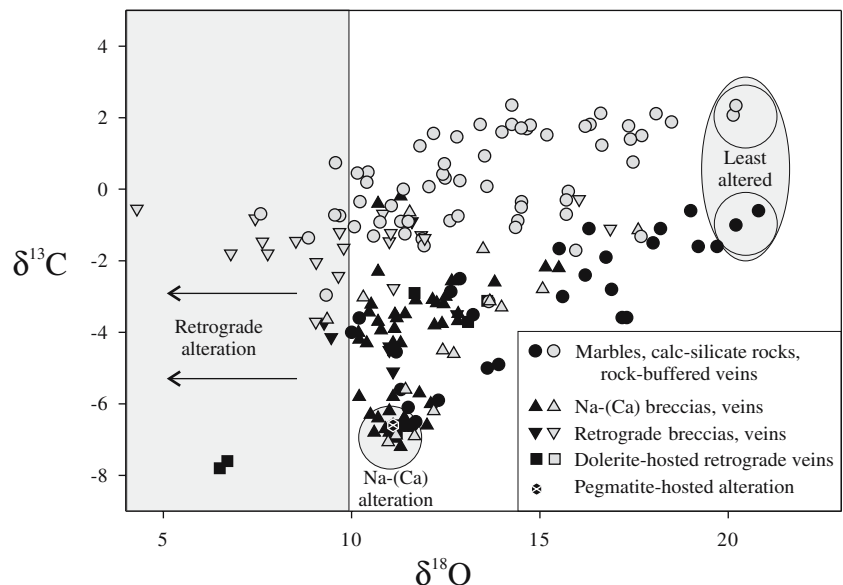 4
2
0
-2
-4
-6
-8
δ13C
5
10
15
20
δ18O
Least
altered
Retrograde
alteration
Na-(Ca)
alteration
Marbles, calc-silicate rocks,
rock-buffered veins
Na-(Ca) breccias, veins
Retrograde breccias, veins
Dolerite-hosted retrograde veins
Pegmatite-hosted alteration